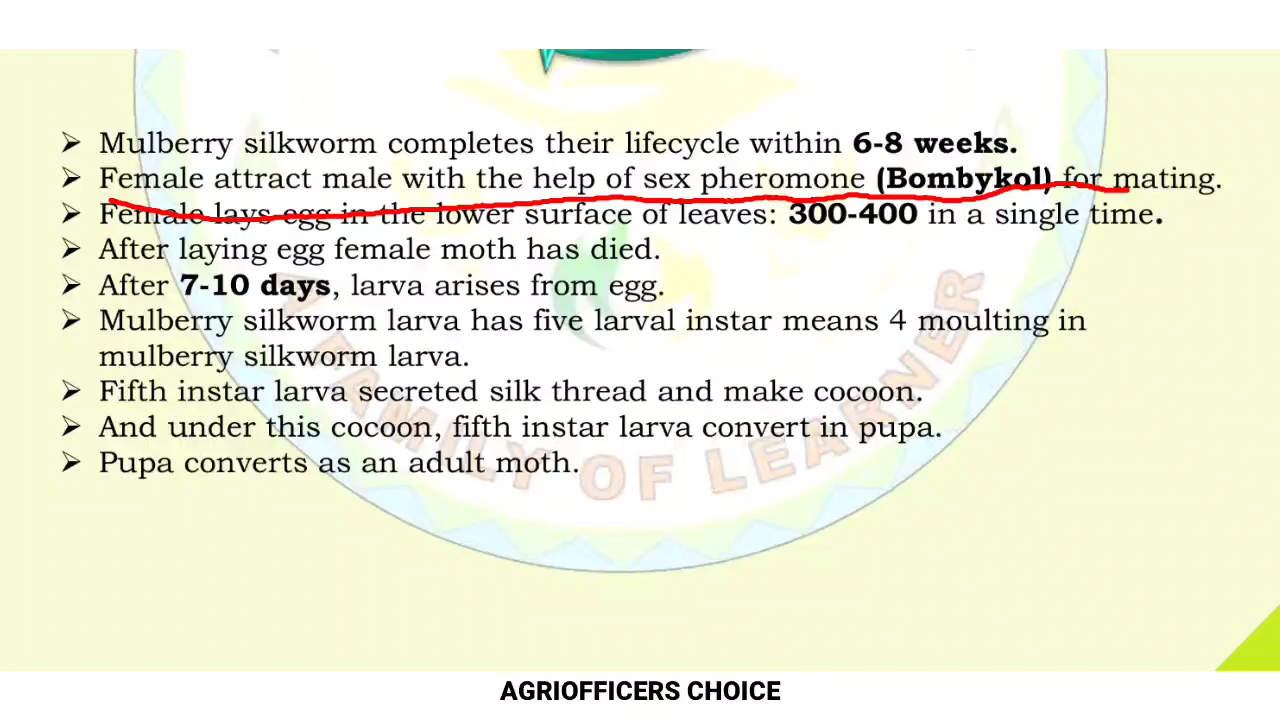 ➢ Mulberry silkworm completes their lifecycle within 6-8 weeks.
➢ Female attract male with the help of sex pheromone (Bombykol) for mating.
➢ Female lays egg in the lower surface of leaves: 300-400 in a single time.
➢ After laying egg female moth has died.
➢ After 7-10 days, larva arises from egg.
➢ Mulberry silkworm larva has five larval instar means 4 moulting in
mulberry silkworm larva.
➢ Fifth instar larva secreted silk thread and make cocoon.
➢ And under this cocoon, fifth instar larva convert in pupa.
➢ Pupa converts as an adult moth.
A FAMILY OF LEARNER
AGRIOFFICERS CHOICE